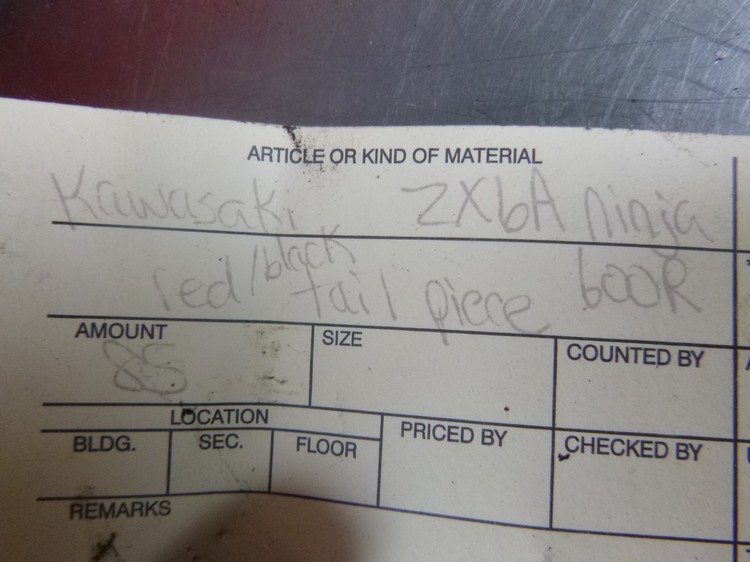 ARTICLE OR KIND OF MATERIAL
Kawasaki ZX6A ninja
red/black tail piece 600R
AMOUNT SIZE COUNTED BY
85
LOCATION PRICED BY CHECKED BY
BLDG. SEC. FLOOR
REMARKS